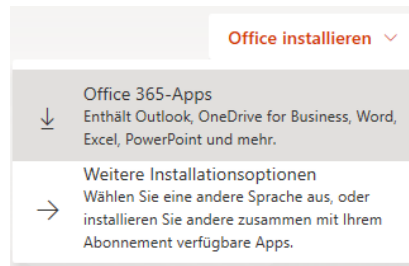 Office installieren
Office 365-Apps
Enthält Outlook, OneDrive for Business, Word,
Excel, PowerPoint und mehr.
Weitere Installationsoptionen
Wählen Sie eine andere Sprache aus, oder
installieren Sie andere zusammen mit Ihrem
Abonnement verfügbare Apps.